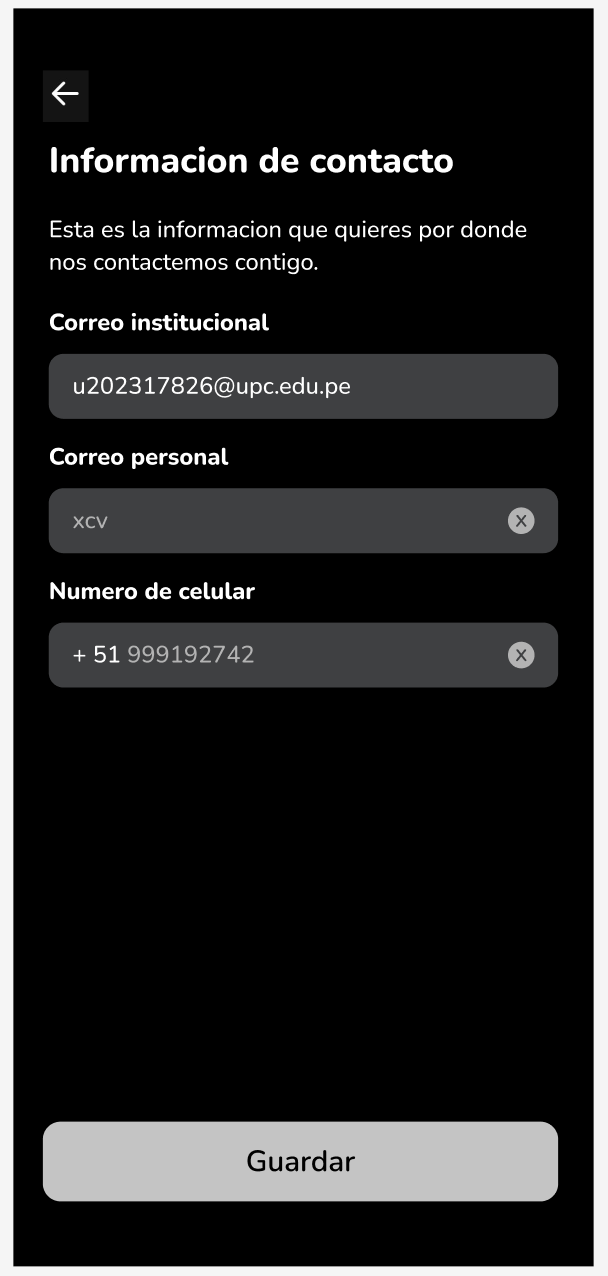 Informacion de contacto
Esta es la informacion que quieres por donde
nos contactemos contigo.
Correo institucional
u202317826@upc.edu.pe
Correo personal
xcv
Numero de celular
+ 51 999192742
Guardar